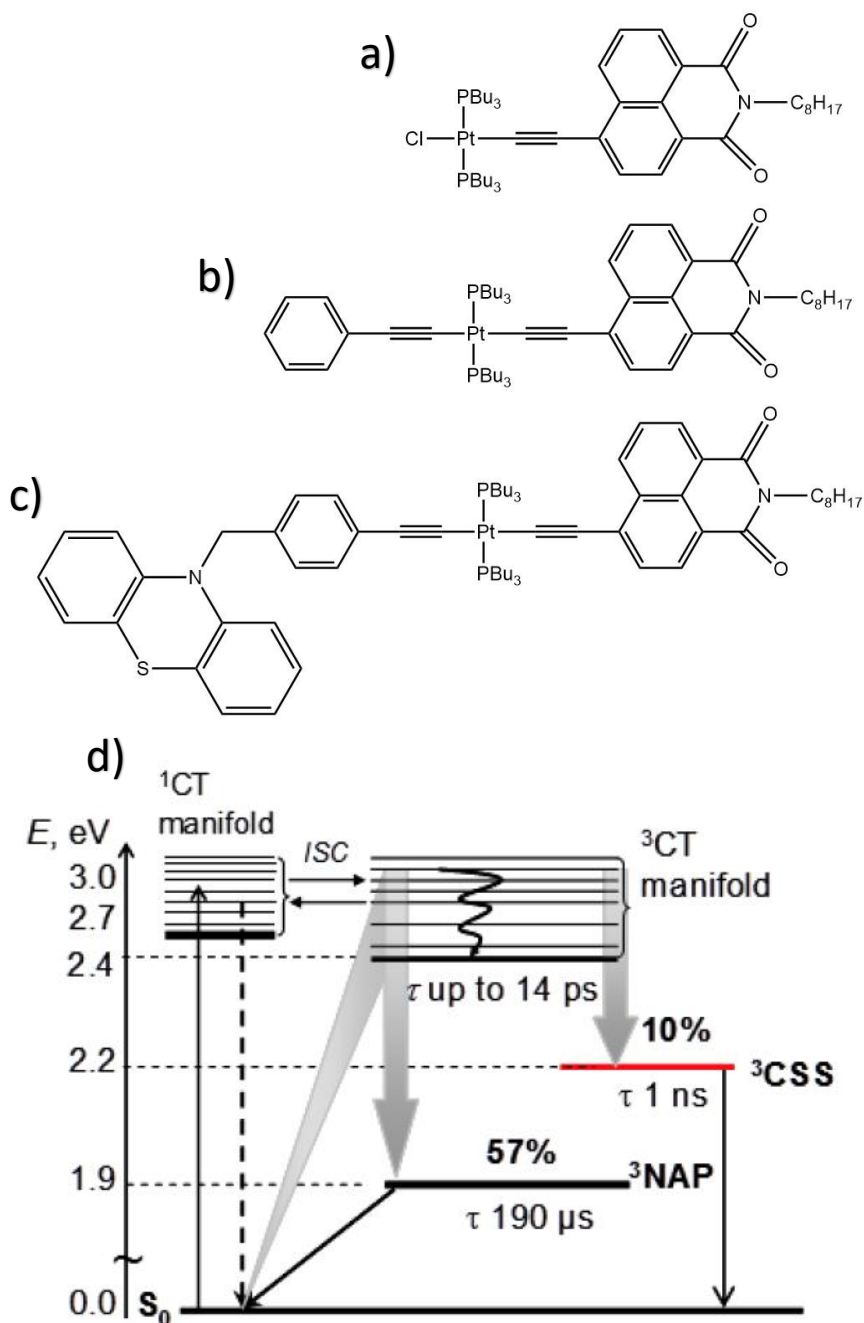 a)
O
PBu3
Cl
Pt
N
C8H17
PBu3
O
b)
O
PBu3
Pt
N
C8H17
PBu3
O
c)
O
PBu3
Pt
N
C8H17
PBu3
O
N
S
d)
1CT
manifold
E, eV
ISC
3CT
manifold
3.0
2.7
2.4
τ up to 14 ps
10%
2.2
3CSS
τ 1 ns
57%
1.9
3NAP
τ 190 μs
~
0.0 S0